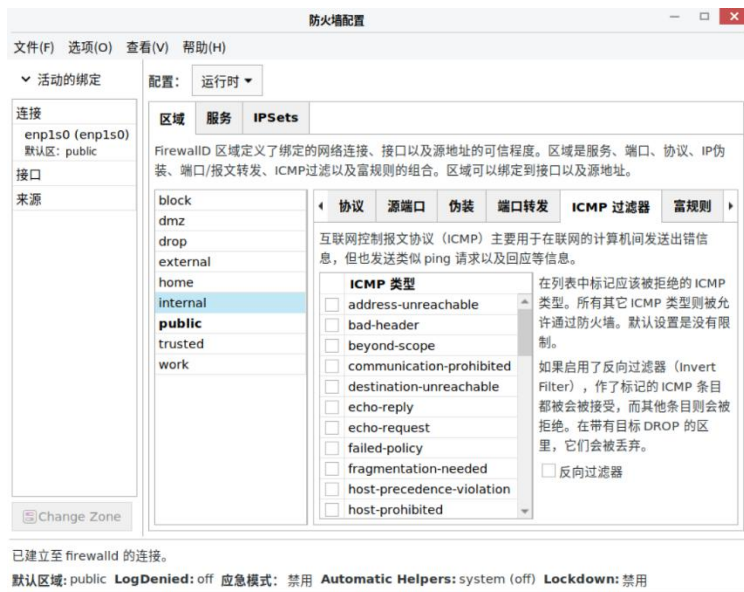 防火墙配置
文件(F) 选项(O) 查看(V) 帮助(H)
活动的绑定
连接
enp1s0 (enp1s0)
默认区: public
接口
来源
Change Zone
配置: 运行时
区域 服务 IPSets
FirewallD 区域定义了绑定的网络连接、接口以及源地址的可信程度。区域是服务、端口、协议、IP伪
装、端口/报文转发、ICMP过滤以及富规则的组合。区域可以绑定到接口以及源地址。
block
dmz
drop
external
home
internal
public
trusted
work
协议 源端口 伪装 端口转发 ICMP 过滤器 富规则
互联网控制报文协议（ICMP）主要用于在联网的计算机间发送出错信
息，但也发送类似 ping 请求以及回应等信息。
ICMP 类型
address-unreachable
bad-header
beyond-scope
communication-prohibited
destination-unreachable
echo-reply
echo-request
failed-policy
fragmentation-needed
host-precedence-violation
host-prohibited
在列表中标记应该被拒绝的 ICMP
类型。所有其它 ICMP 类型则被允
许通过防火墙。默认设置是没有限
制。
如果启用了反向过滤器（Invert
Filter），作了标记的 ICMP 条目
都被会被接受，而其他条目则会被
拒绝。在带有目标 DROP 的区
里，它们会被丢弃。
反向过滤器
已建立至 firewalld 的连接。
默认区域: public LogDenied: off 应急模式: 禁用 Automatic Helpers: system (off) Lockdown: 禁用